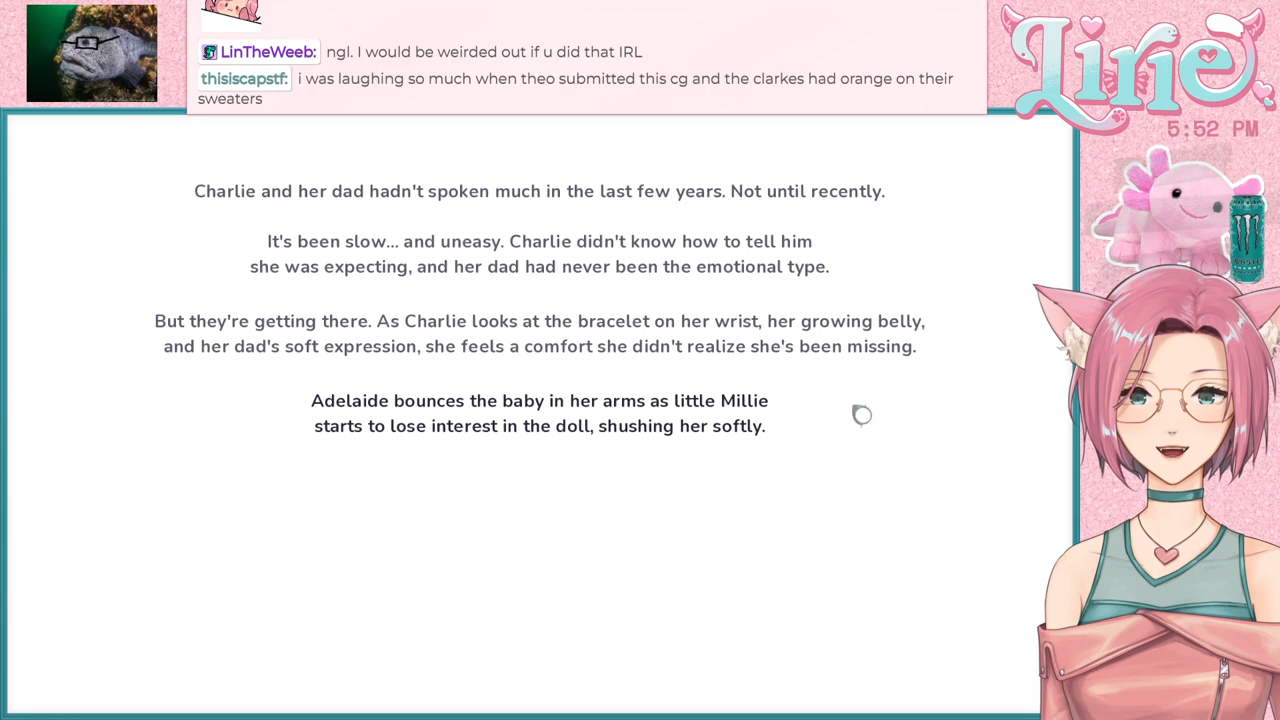 LinTheWeeb: ngl. I would be weirded out if u did that IRL
thisiscapstf: i was laughing so much when theo submitted this cg and the clarkes had orange on their
sweaters
Lirie
5:52 PM
Charlie and her dad hadn't spoken much in the last few years. Not until recently.
It's been slow... and uneasy. Charlie didn't know how to tell him
she was expecting, and her dad had never been the emotional type.
But they're getting there. As Charlie looks at the bracelet on her wrist, her growing belly,
and her dad's soft expression, she feels a comfort she didn't realize she's been missing.
Adelaide bounces the baby in her arms as little Millie
starts to lose interest in the doll, shushing her softly.